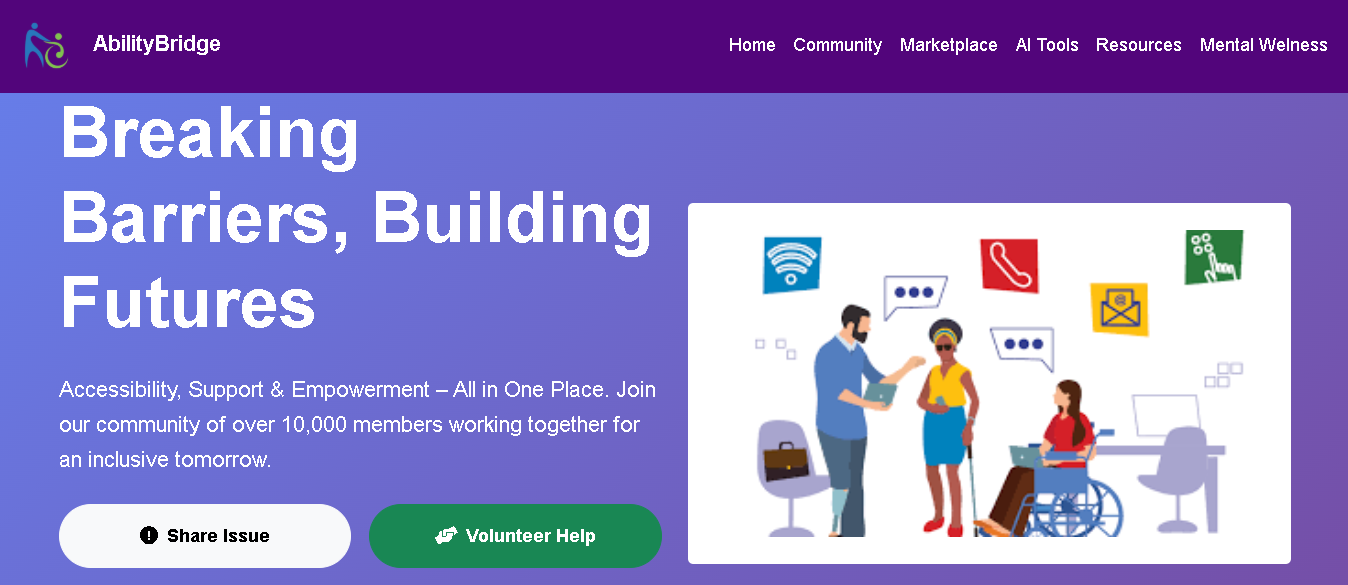 AbilityBridge
Home Community Marketplace AI Tools Resources Mental Welness
Breaking
Barriers, Building
Futures
Accessibility, Support & Empowerment – All in One Place. Join
our community of over 10,000 members working together for
an inclusive tomorrow.
Share Issue
Volunteer Help